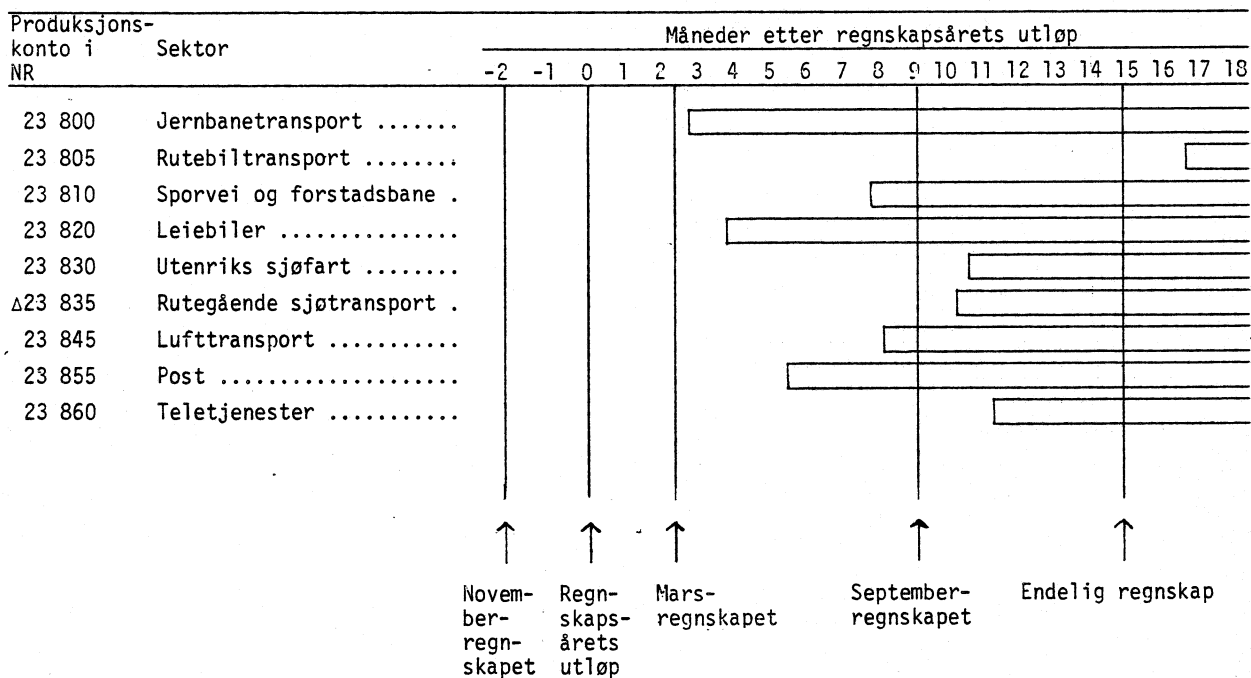 Produksjons-
konto i Sektor Måneder etter regnskapsårets utløp
NR -2 -1 0 1 2 3 4 5 6 7 8 9 10 11 12 13 14 15 16 17 18
23 800 Jernbanetransport .......
23 805 Rutebiltransport ........
23 810 Sporvei og forstadsbane .
23 820 Leiebiler ...............
23 830 Utenriks sjøfart ........
Δ23 835 Rutegående sjøtransport .
23 845 Lufttransport ...........
23 855 Post ....................
23 860 Teletjenester ...........
Novem- Regn- Mars- September- Endelig regnskap
ber- skaps- regnskapet regnskapet
regn- årets
skapet utløp